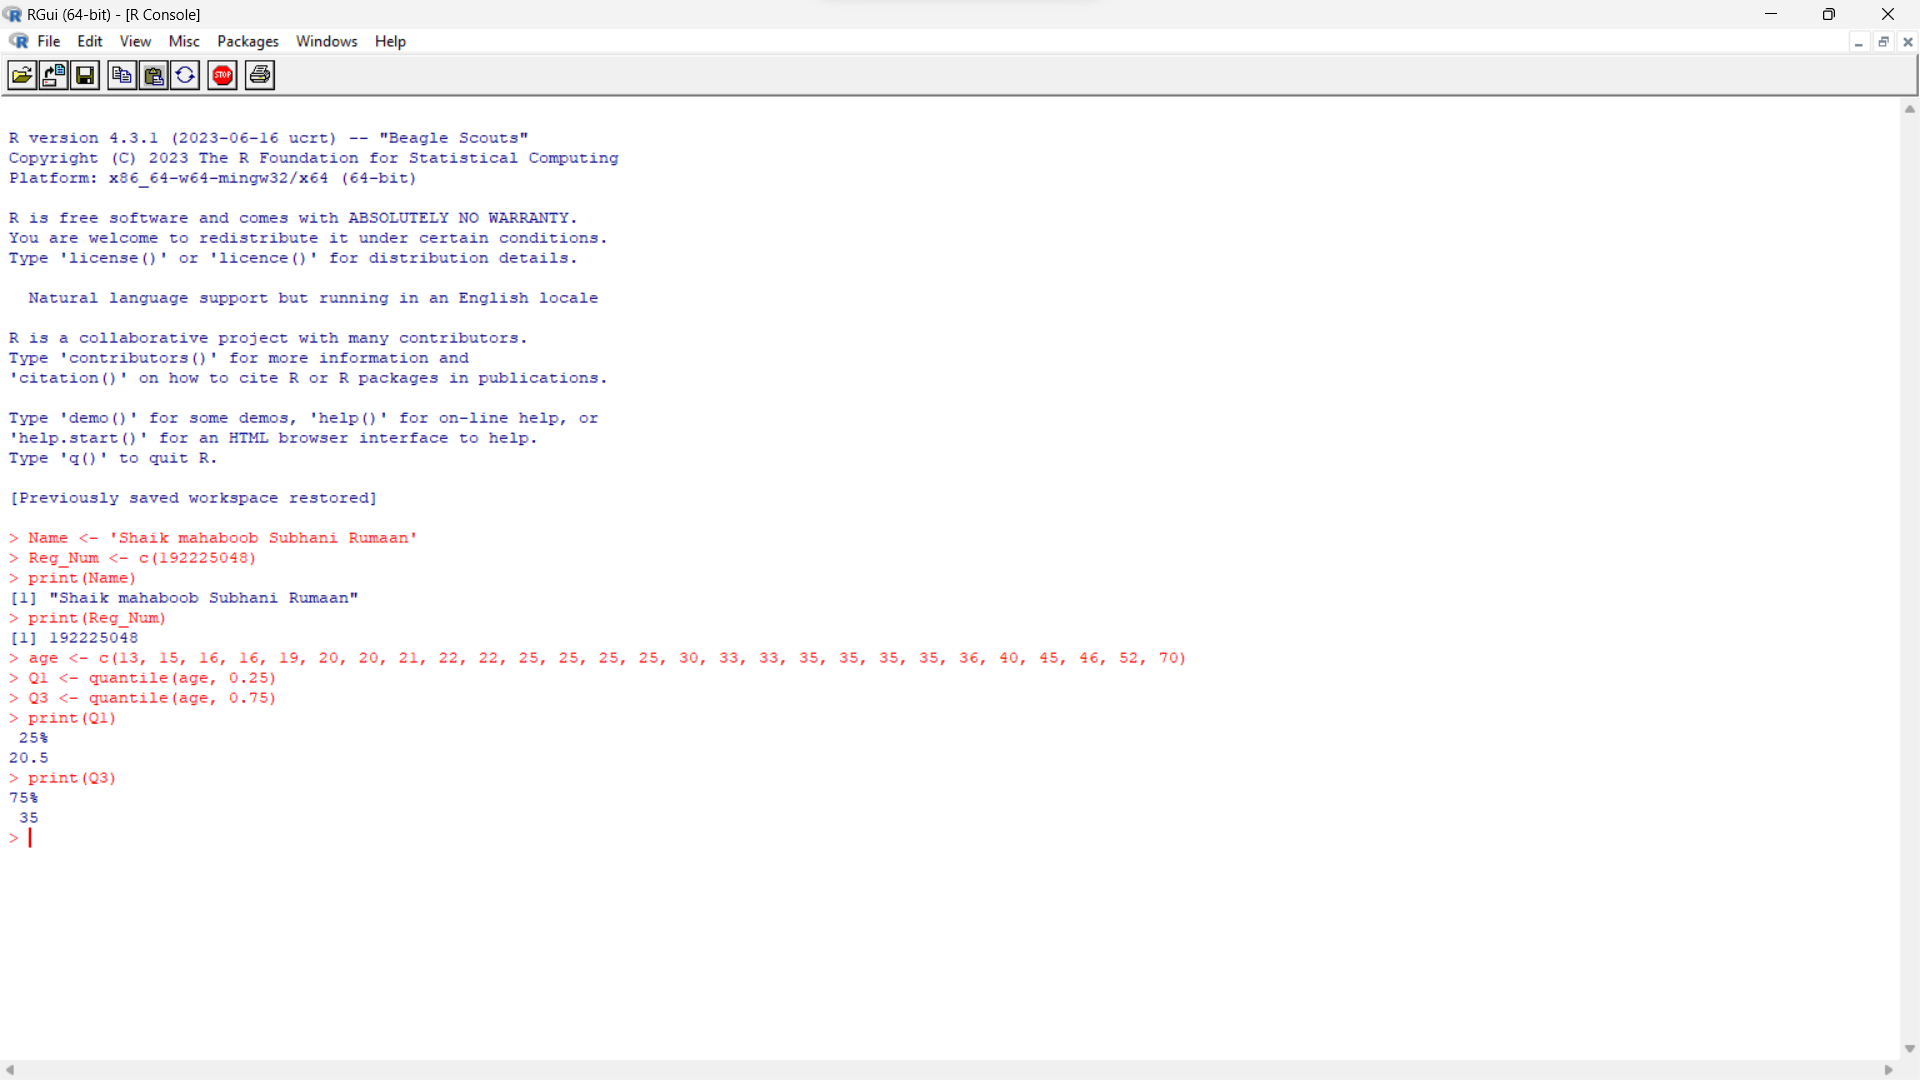 RGui (64-bit) - [R Console]
File Edit View Misc Packages Windows Help
STOP
R version 4.3.1 (2023-06-16 ucrt) -- "Beagle Scouts"
Copyright (C) 2023 The R Foundation for Statistical Computing
Platform: x86_64-w64-mingw32/x64 (64-bit)
R is free software and comes with ABSOLUTELY NO WARRANTY.
You are welcome to redistribute it under certain conditions.
Type 'license()' or 'licence()' for distribution details.
Natural language support but running in an English locale
R is a collaborative project with many contributors.
Type 'contributors()' for more information and
'citation()' on how to cite R or R packages in publications.
Type 'demo()' for some demos, 'help()' for on-line help, or
'help.start()' for an HTML browser interface to help.
Type 'q()' to quit R.
[Previously saved workspace restored]
> Name <- 'Shaik mahaboob Subhani Rumaan'
> Reg_Num <- c(192225048)
> print(Name)
[1] "Shaik mahaboob Subhani Rumaan"
> print(Reg_Num)
[1] 192225048
> age <- c(13, 15, 16, 16, 19, 20, 20, 21, 22, 22, 25, 25, 25, 25, 30, 33, 33, 35, 35, 35, 35, 36, 40, 45, 46, 52, 70)
> Q1 <- quantile(age, 0.25)
> Q3 <- quantile(age, 0.75)
> print(Q1)
25%
20.5
> print(Q3)
75%
35
>